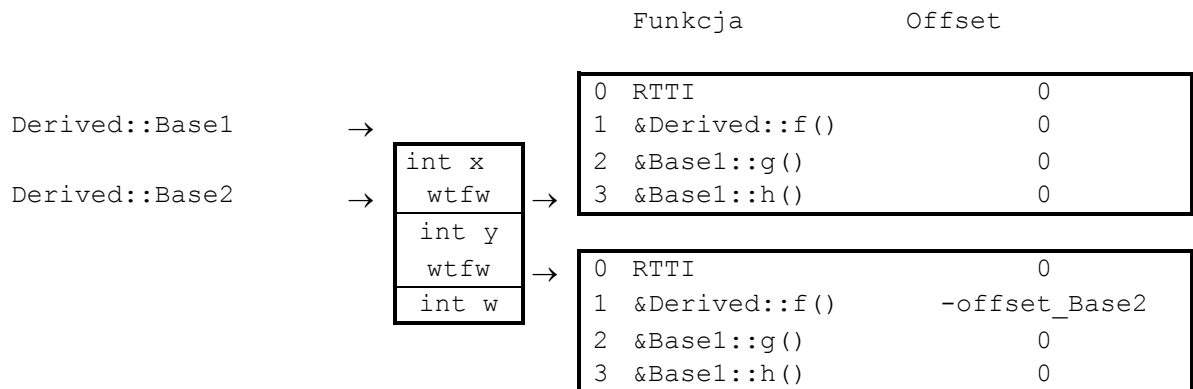 Funkcja Offset
0 RTTI 0
Derived::Base1 → 1 &Derived::f() 0
int x 2 &Base1::g() 0
Derived::Base2 → wtfw → 3 &Base1::h() 0
int y
wtfw → 0 RTTI 0
int w 1 &Derived::f() -offset_Base2
2 &Base1::g() 0
3 &Base1::h() 0